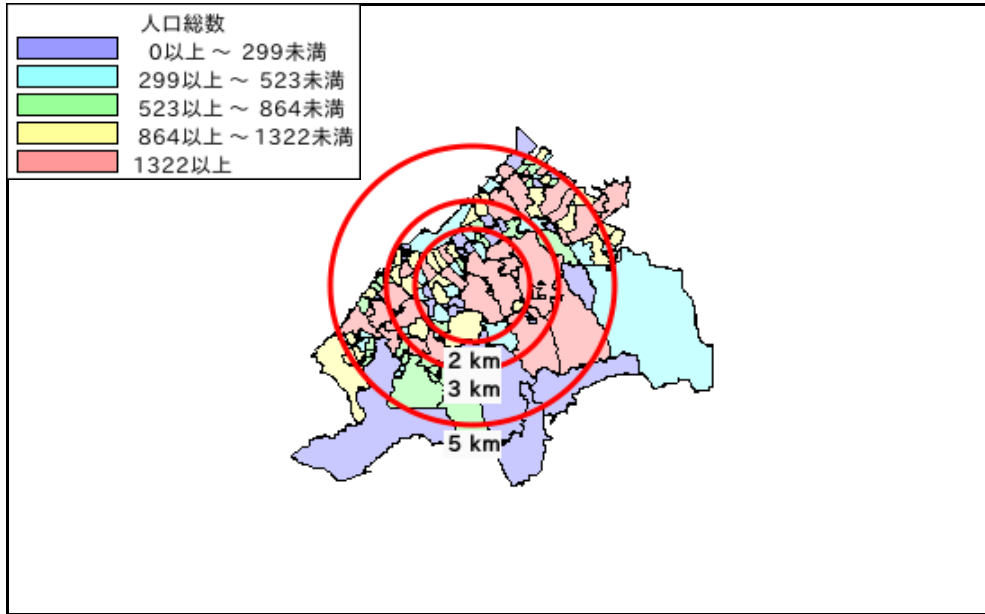 人口総数
0以上 ～ 299未満
299以上 ～ 523未満
523以上 ～ 864未満
864以上 ～ 1322未満
1322以上
2 km
3 km
5 km